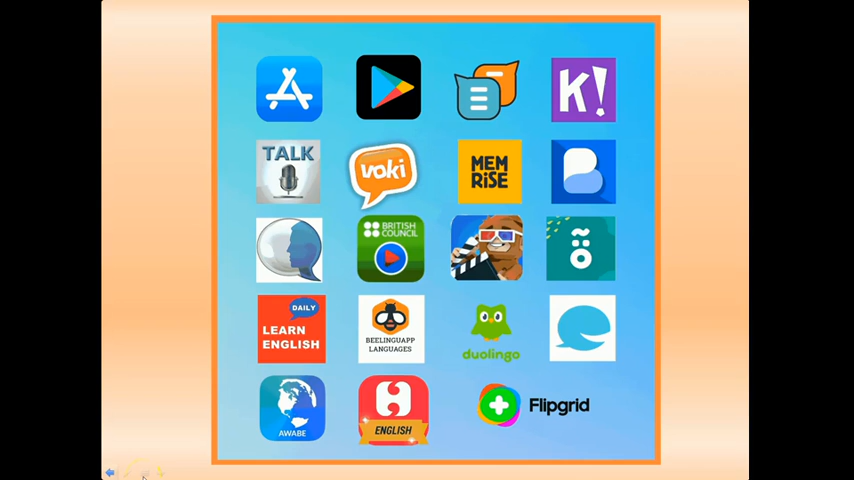 K!
TALK
voki
MEM
RiSE
BRITISH
COUNCIL
DAILY
LEARN
ENGLISH
BEELINGUAPP
LANGUAGES
duolingo
AWABE
ENGLISH
Flipgrid